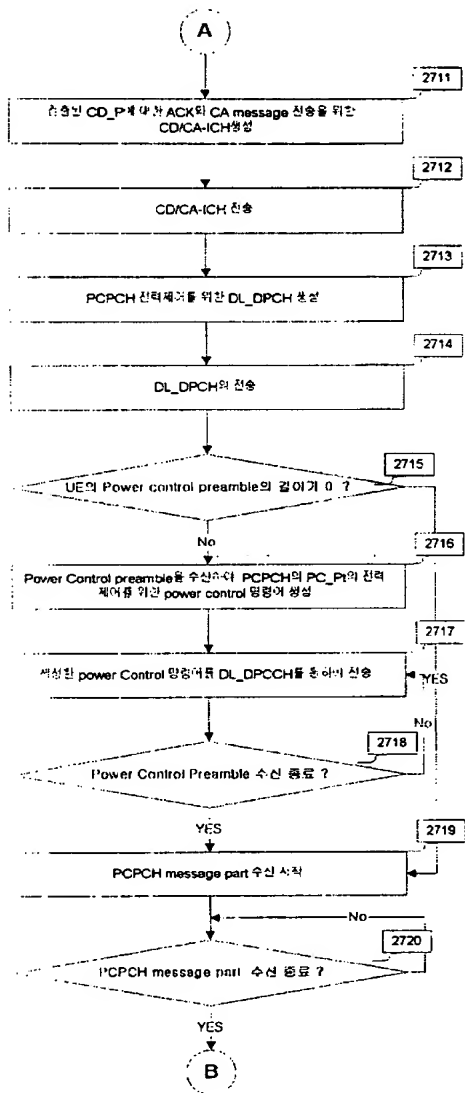 A
2711
검출된 CD_P에 대한 ACK와 CA message 전송을 위한
CD/CA-ICH생성
2712
CD/CA-ICH 전송
2713
PCPCH 전력제어를 위한 DL_DPCH 생성
2714
DL_DPCH의 전송
2715
UE의 Power control preamble의 길이가 0 ?
No
2716
Power Control preamble을 수신하여 PCPCH의 PC_P의 전력
제어를 위한 power control 명령어 생성
2717
생성한 power Control 명령어를 DL_DPCCH를 통하여 전송
YES
No
2718
Power Control Preamble 수신 종료 ?
YES
2719
PCPCH message part 수신 시작
No
2720
PCPCH message part 수신 종료 ?
YES
B